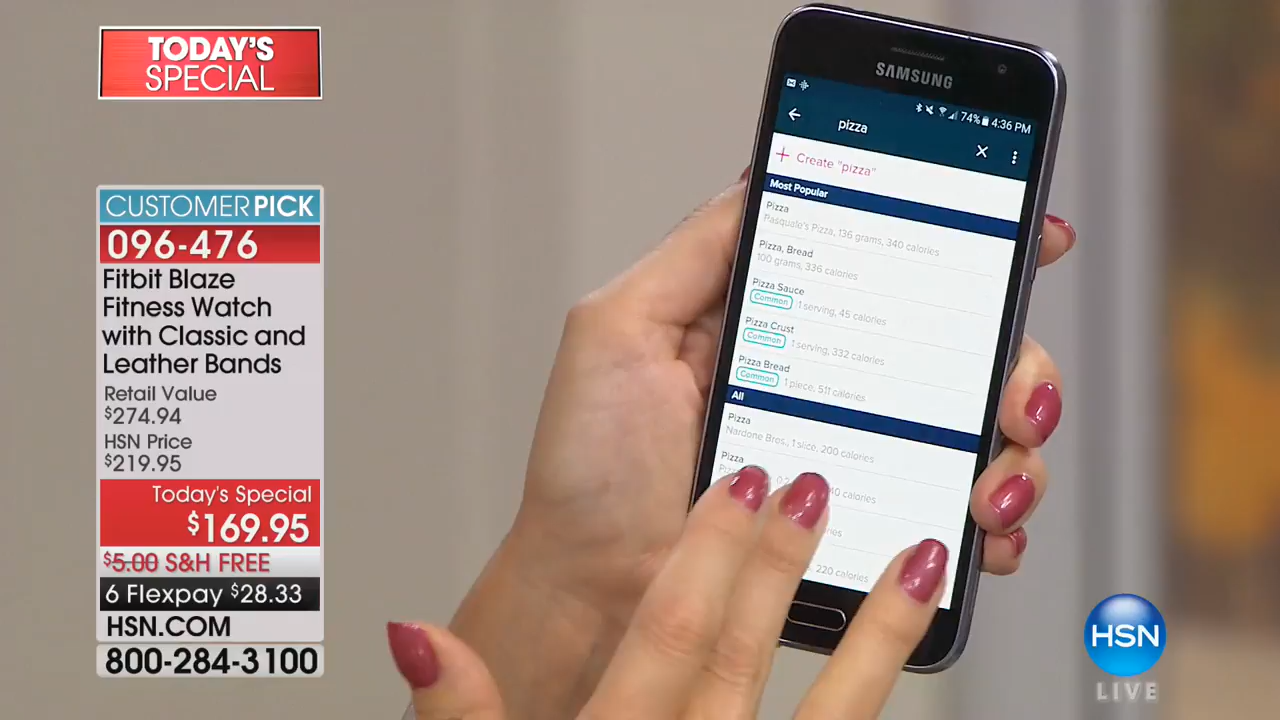 TODAY'S
SPECIAL
CUSTOMER PICK
096-476
Fitbit Blaze
Fitness Watch
with Classic and
Leather Bands
Retail Value
$274.94
HSN Price
$219.95
Today's Special
$169.95
$5.00 S&H FREE
6 Flexpay $28.33
HSN.COM
800-284-3100
SAMSUNG
74% 4:36 PM
pizza
+ Create "pizza"
Most Popular
Pizza
Pasquale's Pizza, 136 grams, 340 calories
Pizza, Bread
100 grams, 336 calories
Pizza Sauce
Common 1 serving, 45 calories
Pizza Crust
Common 1 serving, 332 calories
Pizza Bread
Common 1 piece, 511 calories
All
Pizza
Nardone Bros., 1 slice, 200 calories
Pizza
calories
220 calories
HSN
LIVE